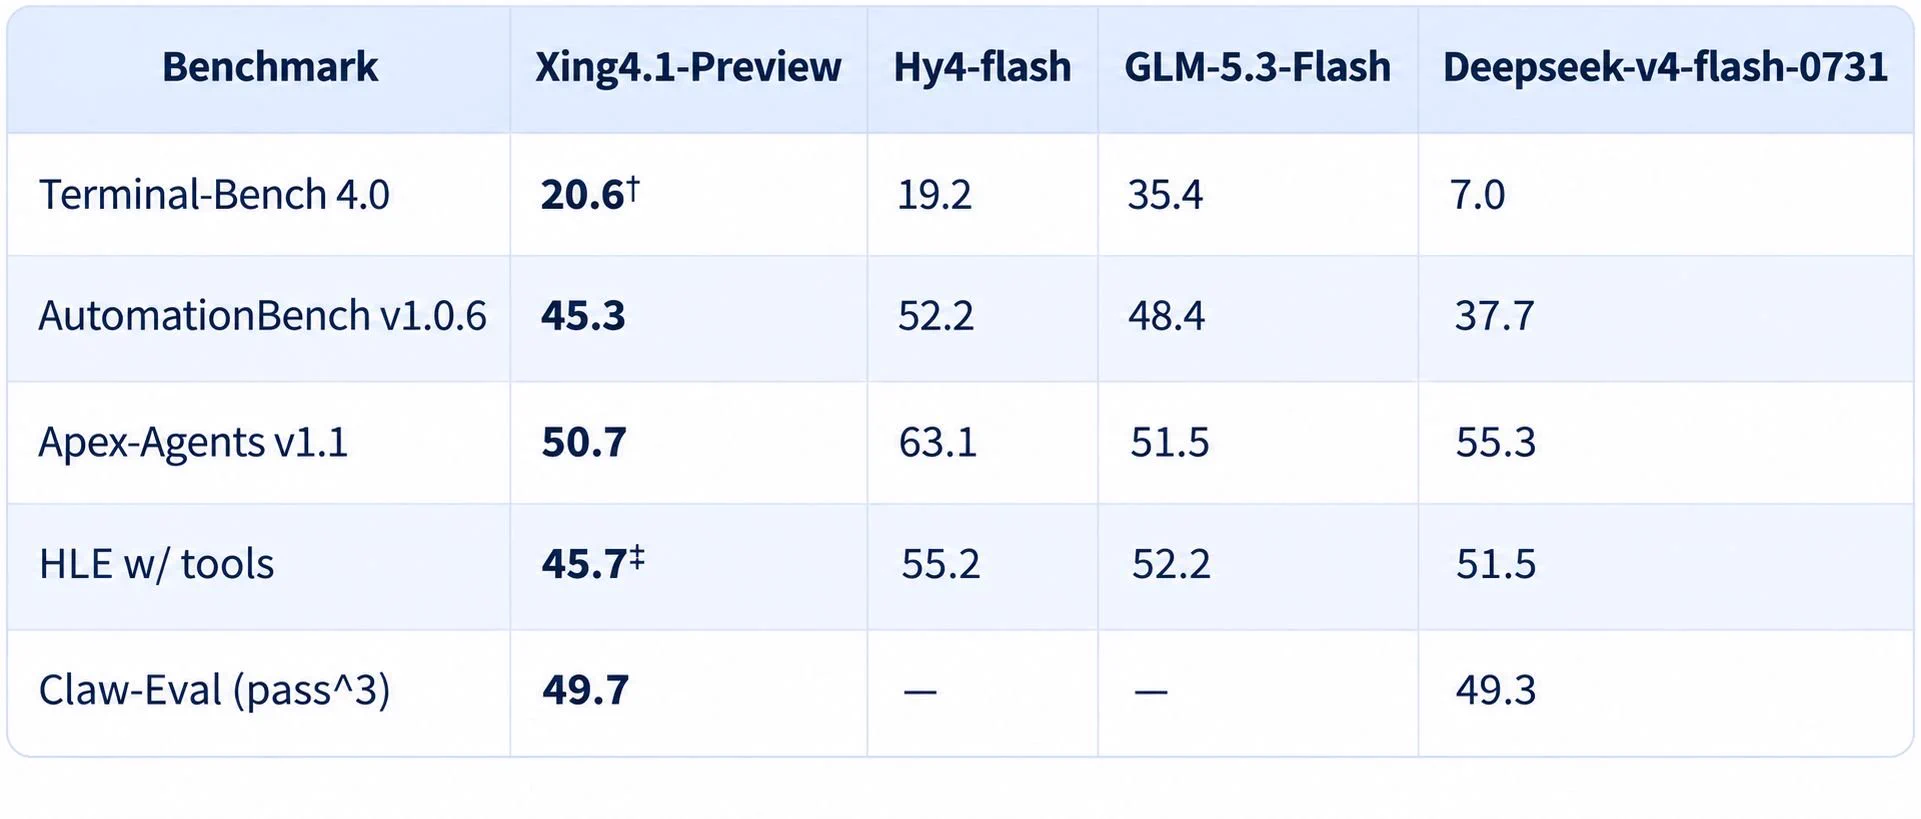 Benchmark Xing4.1-Preview Hy4-flash GLM-5.3-Flash Deepseek-v4-flash-0731
Terminal-Bench 4.0 20.6† 19.2 35.4 7.0
AutomationBench v1.0.6 45.3 52.2 48.4 37.7
Apex-Agents v1.1 50.7 63.1 51.5 55.3
HLE w/ tools 45.7‡ 55.2 52.2 51.5
Claw-Eval (pass^3) 49.7 — — 49.3